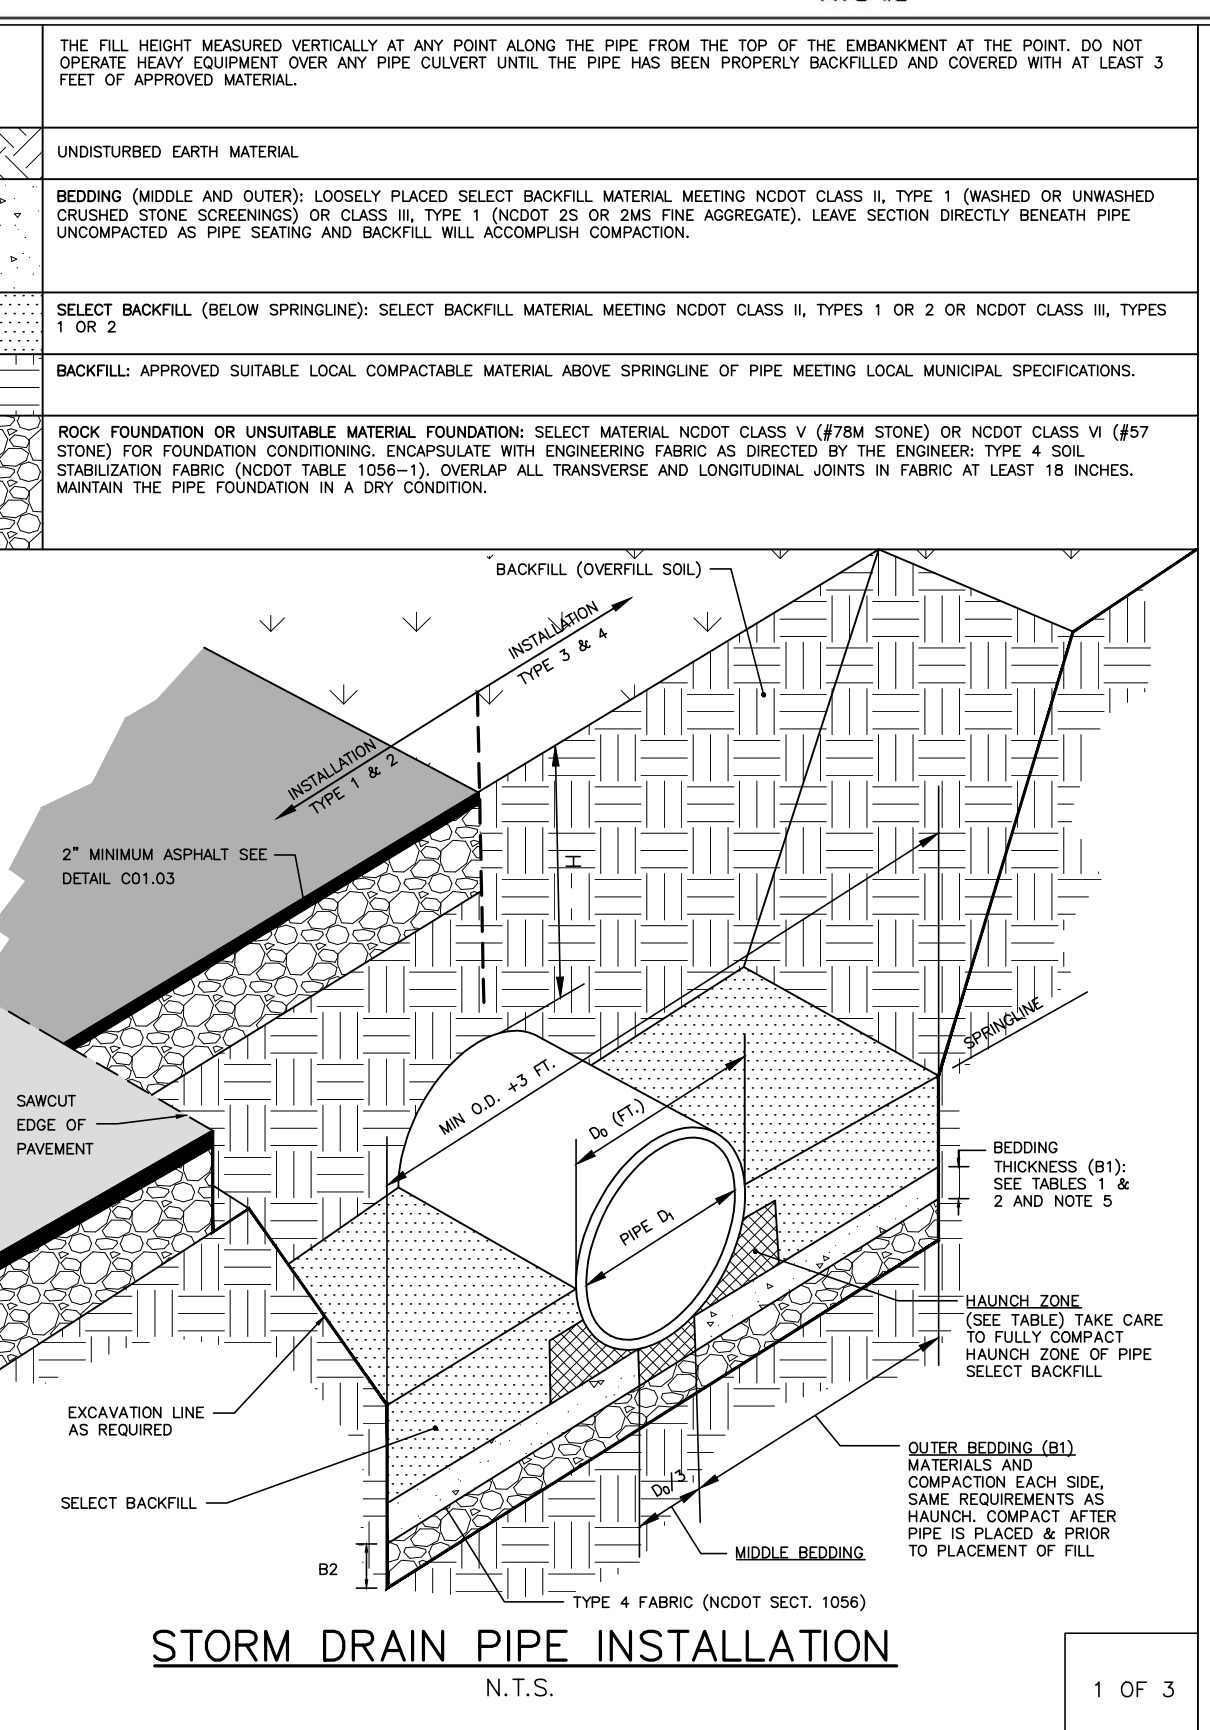 THE FILL HEIGHT MEASURED VERTICALLY AT ANY POINT ALONG THE PIPE FROM THE TOP OF THE EMBANKMENT AT THE POINT. DO NOT
OPERATE HEAVY EQUIPMENT OVER ANY PIPE CULVERT UNTIL THE PIPE HAS BEEN PROPERLY BACKFILLED AND COVERED WITH AT LEAST 3
FEET OF APPROVED MATERIAL.
UNDISTURBED EARTH MATERIAL
BEDDING (MIDDLE AND OUTER): LOOSELY PLACED SELECT BACKFILL MATERIAL MEETING NCDOT CLASS II, TYPE 1 (WASHED OR UNWASHED
CRUSHED STONE SCREENINGS) OR CLASS III, TYPE 1 (NCDOT 2S OR 2MS FINE AGGREGATE). LEAVE SECTION DIRECTLY BENEATH PIPE
UNCOMPACTED AS PIPE SEATING AND BACKFILL WILL ACCOMPLISH COMPACTION.
SELECT BACKFILL (BELOW SPRINGLINE): SELECT BACKFILL MATERIAL MEETING NCDOT CLASS II, TYPES 1 OR 2 OR NCDOT CLASS III, TYPES
1 OR 2
BACKFILL: APPROVED SUITABLE LOCAL COMPACTABLE MATERIAL ABOVE SPRINGLINE OF PIPE MEETING LOCAL MUNICIPAL SPECIFICATIONS.
ROCK FOUNDATION OR UNSUITABLE MATERIAL FOUNDATION: SELECT MATERIAL NCDOT CLASS V (#78M STONE) OR NCDOT CLASS VI (#57
STONE) FOR FOUNDATION CONDITIONING. ENCAPSULATE WITH ENGINEERING FABRIC AS DIRECTED BY THE ENGINEER: TYPE 4 SOIL
STABILIZATION FABRIC (NCDOT TABLE 1056-1). OVERLAP ALL TRANSVERSE AND LONGITUDINAL JOINTS IN FABRIC AT LEAST 18 INCHES.
MAINTAIN THE PIPE FOUNDATION IN A DRY CONDITION.
BACKFILL (OVERFILL SOIL)
INSTALLATION
TYPE 3 & 4
INSTALLATION
TYPE 1 & 2
2" MINIMUM ASPHALT SEE
DETAIL C01.03
H
SPRINGLINE
MIN O.D. +3 FT.
D₀ (FT.)
PIPE D₁
SAWCUT
EDGE OF
PAVEMENT
BEDDING
THICKNESS (B1):
SEE TABLES 1 &
2 AND NOTE 5
HAUNCH ZONE
(SEE TABLE) TAKE CARE
TO FULLY COMPACT
HAUNCH ZONE OF PIPE
SELECT BACKFILL
EXCAVATION LINE
AS REQUIRED
OUTER BEDDING (B1)
MATERIALS AND
COMPACTION EACH SIDE,
SAME REQUIREMENTS AS
HAUNCH. COMPACT AFTER
PIPE IS PLACED & PRIOR
TO PLACEMENT OF FILL
SELECT BACKFILL
D₀/3
MIDDLE BEDDING
B2
TYPE 4 FABRIC (NCDOT SECT. 1056)
STORM DRAIN PIPE INSTALLATION
N.T.S.
1 OF 3